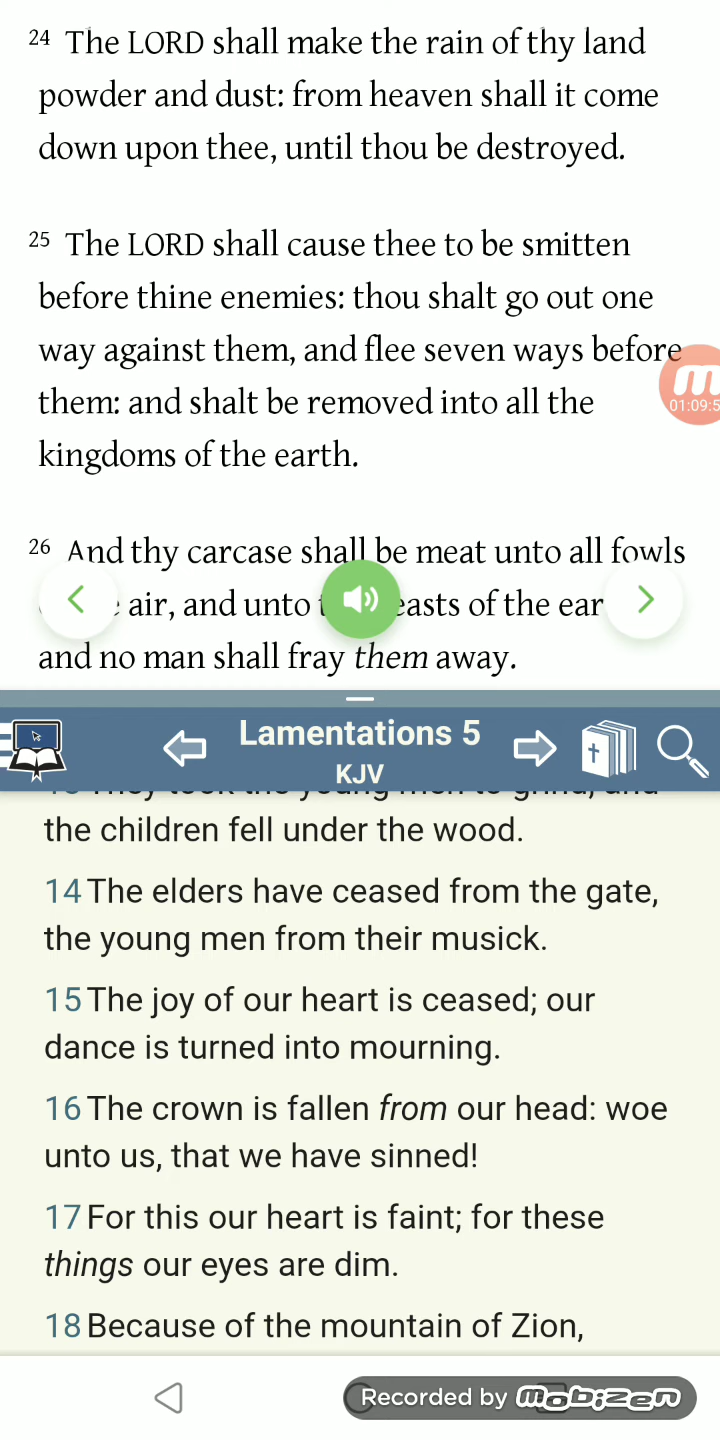 24 The LORD shall make the rain of thy land
powder and dust: from heaven shall it come
down upon thee, until thou be destroyed.
25 The LORD shall cause thee to be smitten
before thine enemies: thou shalt go out one
way against them, and flee seven ways before
them: and shalt be removed into all the
01:09:5
kingdoms of the earth.
26 And thy carcase shall be meat unto all fowls
air, and unto beasts of the ear
and no man shall fray them away.
Lamentations 5
KJV
the children fell under the wood.
14 The elders have ceased from the gate,
the young men from their musick.
15 The joy of our heart is ceased; our
dance is turned into mourning.
16 The crown is fallen from our head: woe
unto us, that we have sinned!
17 For this our heart is faint; for these
things our eyes are dim.
18 Because of the mountain of Zion,
Recorded by mobizen